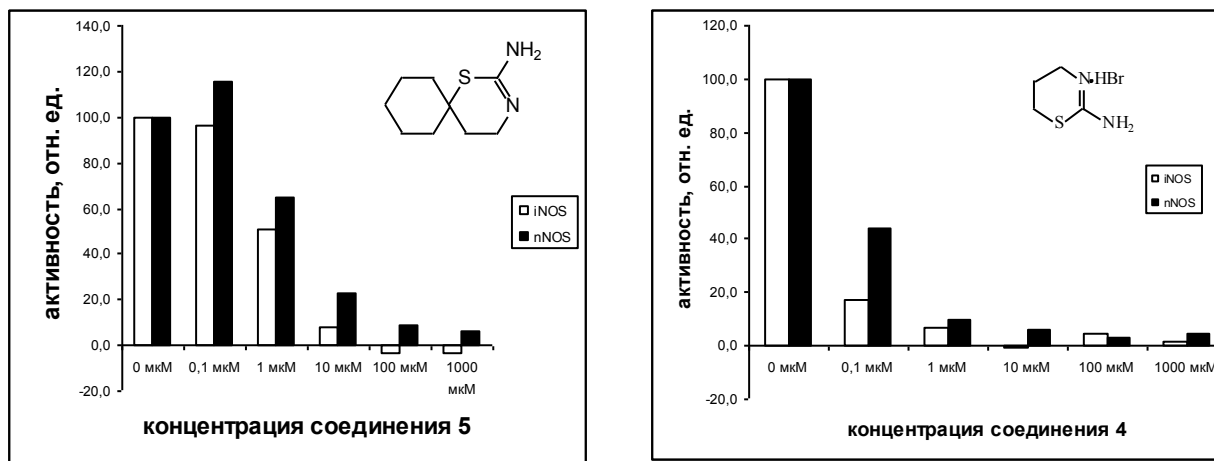 140,0
120,0
100,0
80,0
60,0
40,0
20,0
0,0
-20,0
активность, отн. ед.
NH2
S
N
iNOS
nNOS
0 мкМ 0,1 мкМ 1 мкМ 10 мкМ 100 мкМ 1000 мкМ
концентрация соединения 5
120,0
100,0
80,0
60,0
40,0
20,0
0,0
-20,0
активность, отн. ед.
N•HBr
S
NH2
iNOS
nNOS
0 мкМ 0,1 мкМ 1 мкМ 10 мкМ 100 мкМ 1000 мкМ
концентрация соединения 4